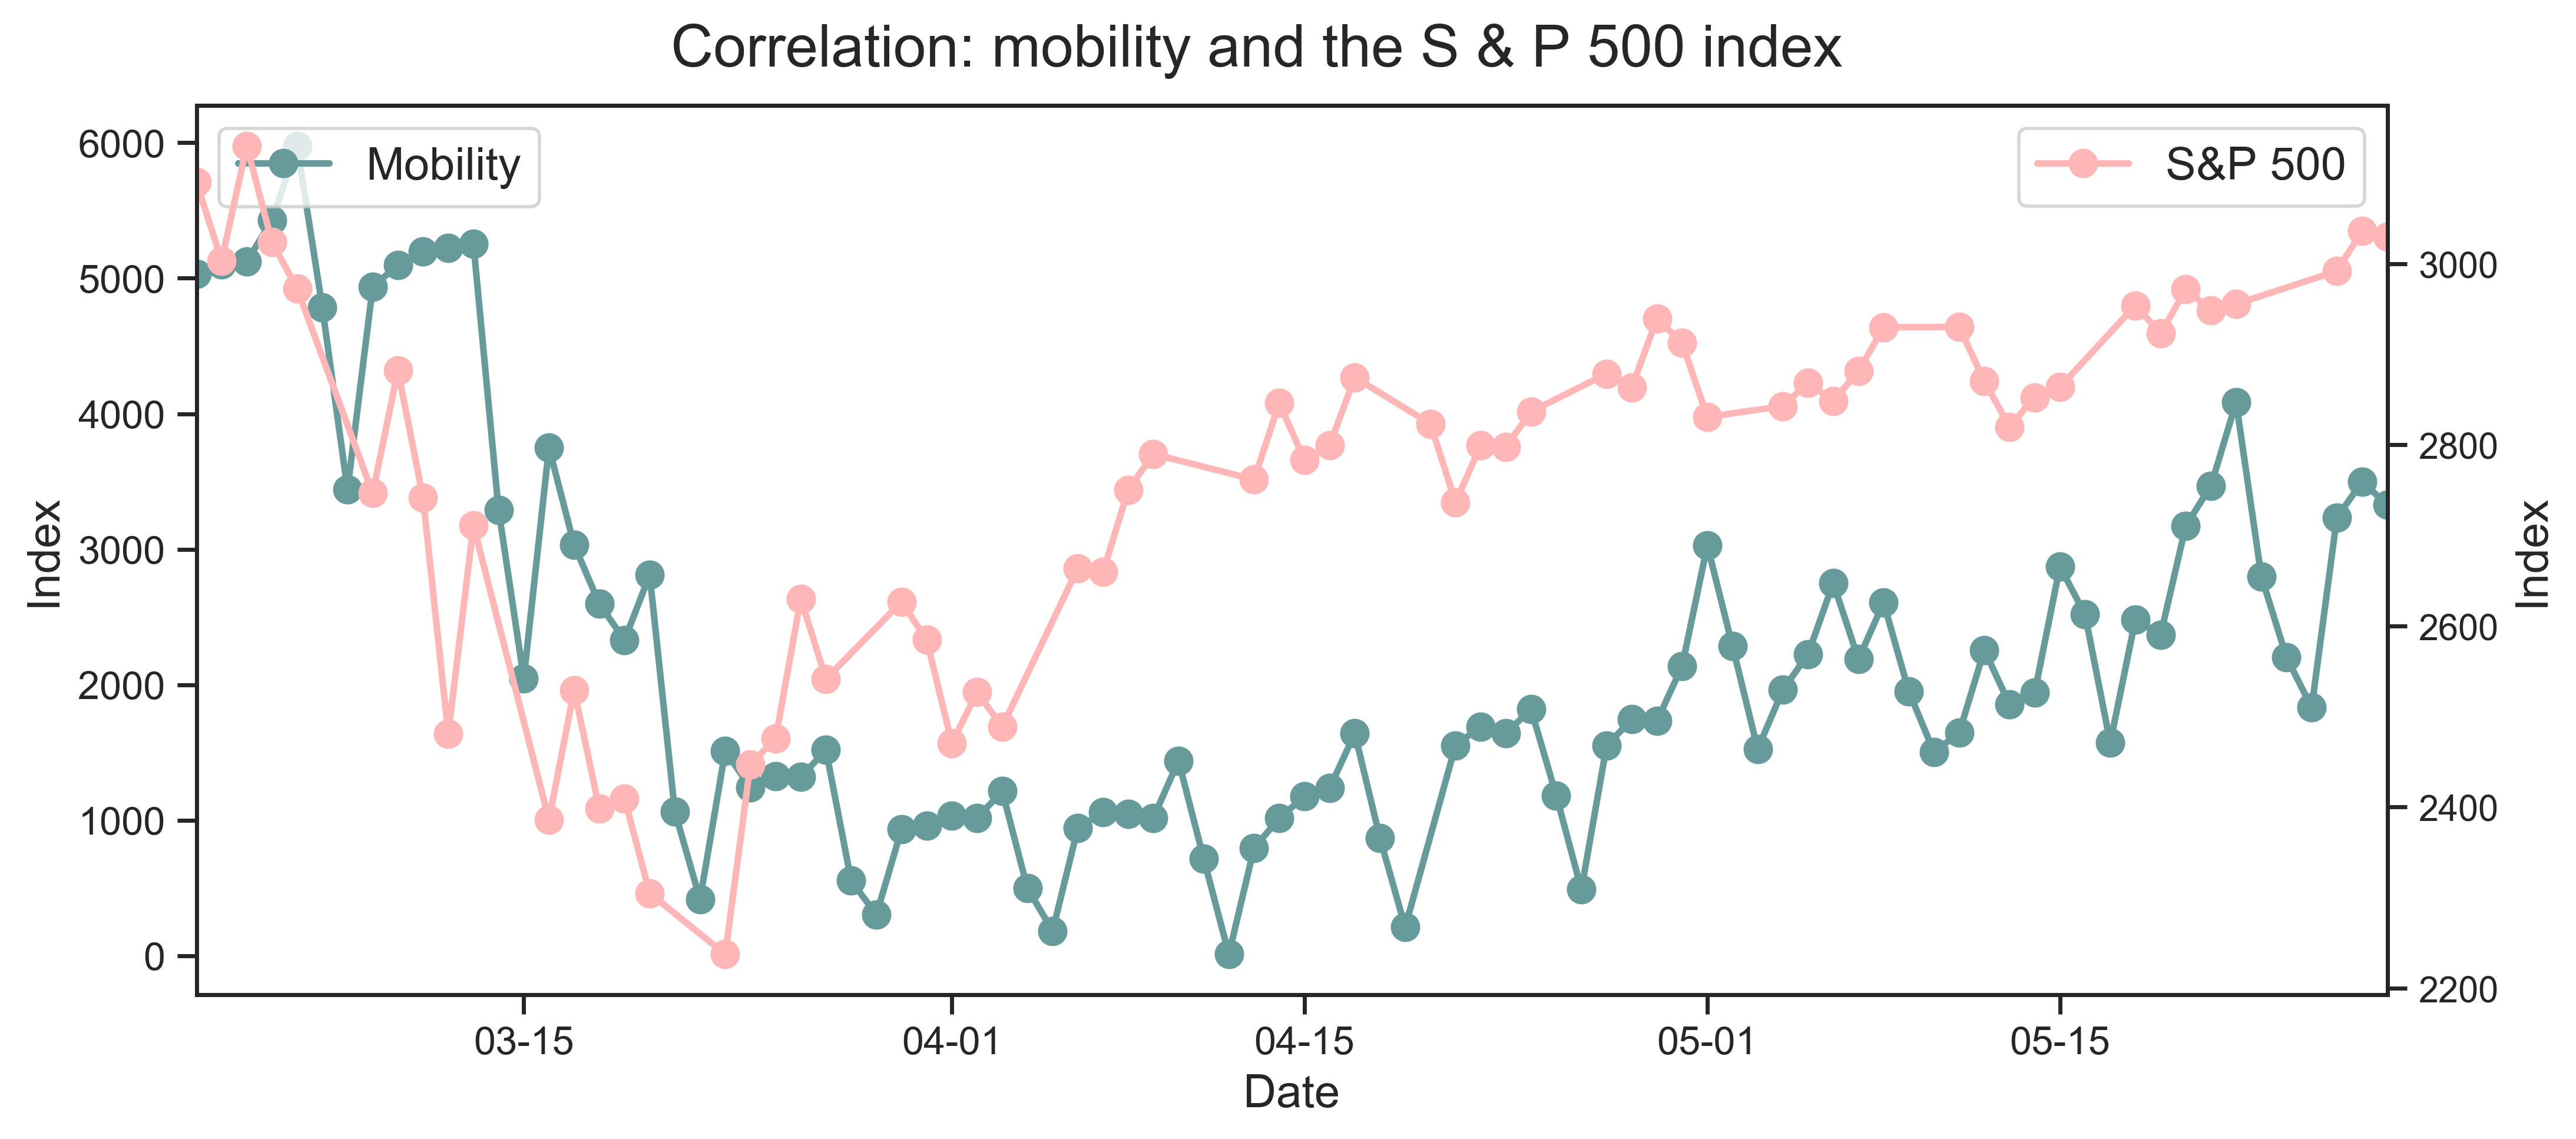 Correlation: mobility and the S & P 500 index
Mobility
S&P 500
6000
5000
4000
3000
2000
1000
0
Index
3000
2800
2600
2400
2200
Index
03-15
04-01
04-15
05-01
05-15
Date